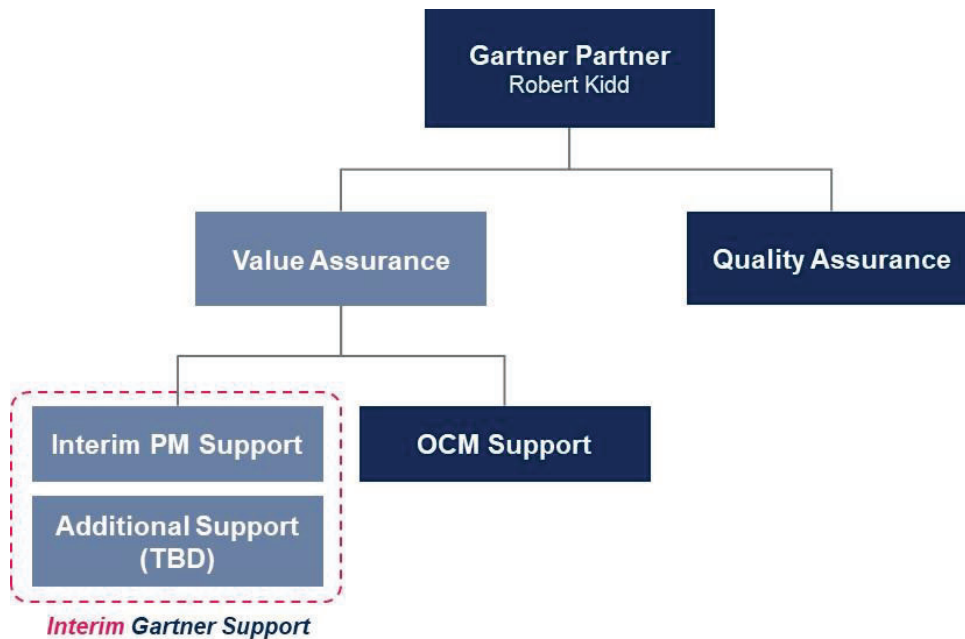 Gartner Partner
Robert Kidd
Value Assurance
Quality Assurance
Interim PM Support
OCM Support
Additional Support
(TBD)
Interim Gartner Support